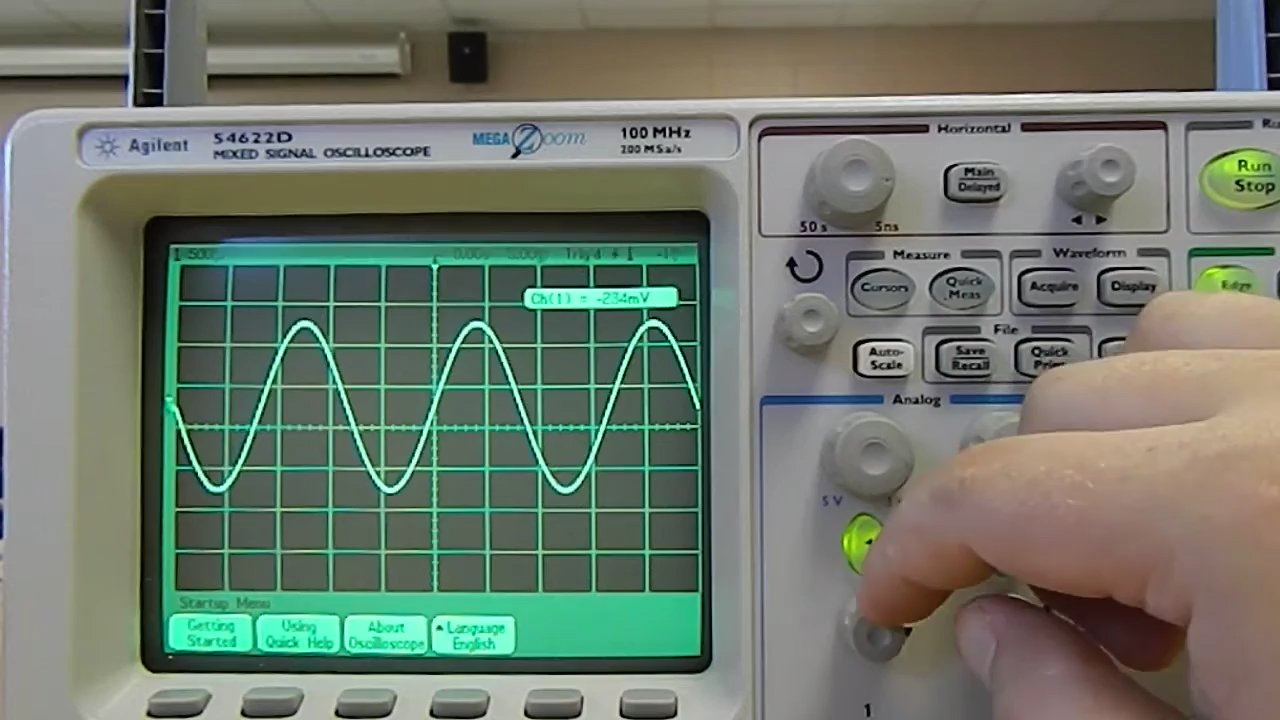 Agilent
54622D
MIXED SIGNAL OSCILLOSCOPE
MEGA Zoom
100 MHz
200 MSa/s
Horizontal
Main
Delayed
Run
Stop
50 s
5ns
Measure
Waveform
Cursors
Quick
Meas
Acquire
Display
Edge
File
Auto-
Scale
Save
Recall
Quick
Print
Analog
5 V
1
Ch(1) = -234mV
Startup Menu
Getting
Started
Using
Quick Help
About
Oscilloscope
Language
English